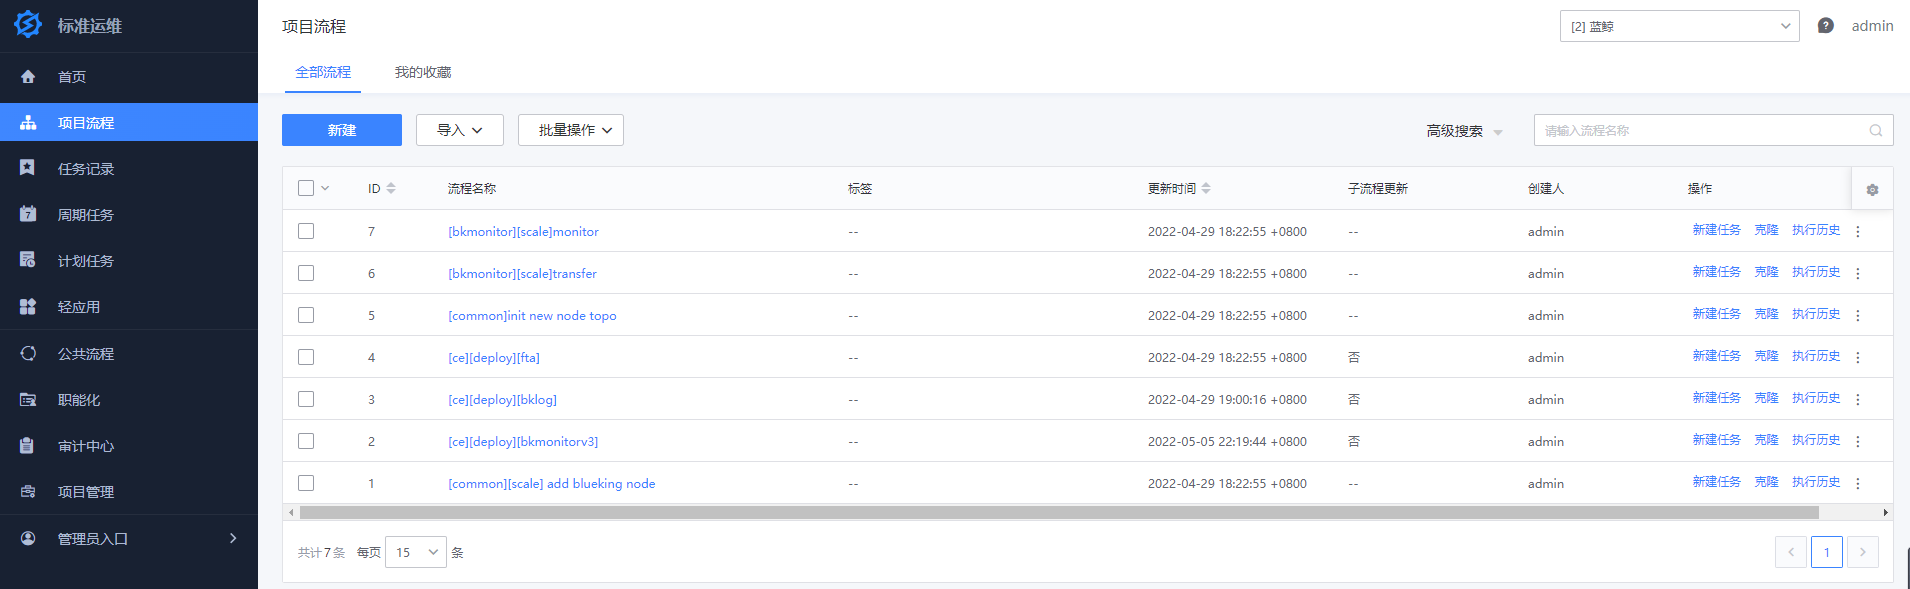 标准运维
首页
项目流程
任务记录
7
周期任务
计划任务
轻应用
公共流程
职能化
审计中心
项目管理
管理员入口
项目流程
[2] 蓝鲸
?
admin
全部流程 我的收藏
新建 导入 批量操作 高级搜索 请输入流程名称
ID 流程名称 标签 更新时间 子流程更新 创建人 操作
7 [bkmonitor][scale]monitor -- 2022-04-29 18:22:55 +0800 -- admin 新建任务 克隆 执行历史
6 [bkmonitor][scale]transfer -- 2022-04-29 18:22:55 +0800 -- admin 新建任务 克隆 执行历史
5 [common]init new node topo -- 2022-04-29 18:22:55 +0800 -- admin 新建任务 克隆 执行历史
4 [ce][deploy][fta] -- 2022-04-29 18:22:55 +0800 否 admin 新建任务 克隆 执行历史
3 [ce][deploy][bklog] -- 2022-04-29 19:00:16 +0800 否 admin 新建任务 克隆 执行历史
2 [ce][deploy][bkmonitorv3] -- 2022-05-05 22:19:44 +0800 否 admin 新建任务 克隆 执行历史
1 [common][scale] add blueking node -- 2022-04-29 18:22:55 +0800 -- admin 新建任务 克隆 执行历史
共计7条 每页 15 条 1